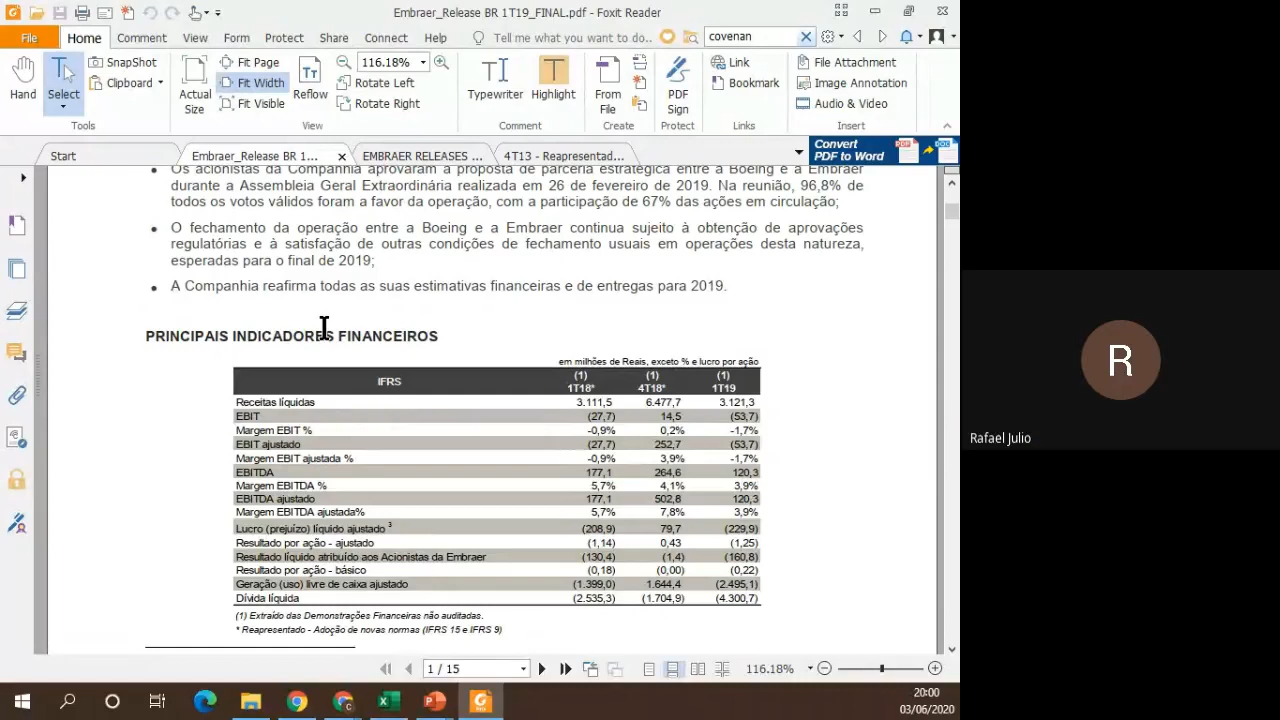 Embraer_Release BR 1T19_FINAL.pdf - Foxit Reader
File Home Comment View Form Protect Share Connect Help Tell me what you want to do.. covenan
Hand
Select
SnapShot
Clipboard
Tools
Actual
Size
Fit Page
Fit Width
Fit Visible
Reflow
116.18%
Rotate Left
Rotate Right
View
Typewriter
Highlight
Comment
From
File
Create
PDF
Sign
Protect
Link
Bookmark
Links
File Attachment
Image Annotation
Audio & Video
Insert
Start Embraer_Release BR 1... EMBRAER RELEASES ... 4T13 - Reapresentad...
Convert
PDF to Word
Os acionistas da Companhia aprovaram a proposta de parceria estratégica entre a Boeing e a Embraer
durante a Assembleia Geral Extraordinária realizada em 26 de fevereiro de 2019. Na reunião, 96,8% de
todos os votos válidos foram a favor da operação, com a participação de 67% das ações em circulação;
• O fechamento da operação entre a Boeing e a Embraer continua sujeito à obtenção de aprovações
regulatórias e à satisfação de outras condições de fechamento usuais em operações desta natureza,
esperadas para o final de 2019;
• A Companhia reafirma todas as suas estimativas financeiras e de entregas para 2019.
PRINCIPAIS INDICADORES FINANCEIROS
em milhões de Reais, exceto % e lucro por ação
IFRS (1) 1T18* (1) 4T18* (1) 1T19
Receitas líquidas 3.111,5 6.477,7 3.121,3
EBIT (27,7) 14,5 (53,7)
Margem EBIT % -0,9% 0,2% -1,7%
EBIT ajustado (27,7) 252,7 (53,7)
Margem EBIT ajustada % -0,9% 3,9% -1,7%
EBITDA 177,1 264,6 120,3
Margem EBITDA % 5,7% 4,1% 3,9%
EBITDA ajustado 177,1 502,8 120,3
Margem EBITDA ajustada% 5,7% 7,8% 3,9%
Lucro (prejuízo) líquido ajustado ³ (208,9) 79,7 (229,9)
Resultado por ação - ajustado (1,14) 0,43 (1,25)
Resultado líquido atribuído aos Acionistas da Embraer (130,4) (1,4) (160,8)
Resultado por ação - básico (0,18) (0,00) (0,22)
Geração (uso) livre de caixa ajustado (1.399,0) 1.644,4 (2.495,1)
Dívida líquida (2.535,3) (1.704,9) (4.300,7)
(1) Extraído das Demonstrações Financeiras não auditadas.
* Reapresentado - Adoção de novas normas (IFRS 15 e IFRS 9)
1 / 15
116.18%
20:00
03/06/2020
R
Rafael Julio